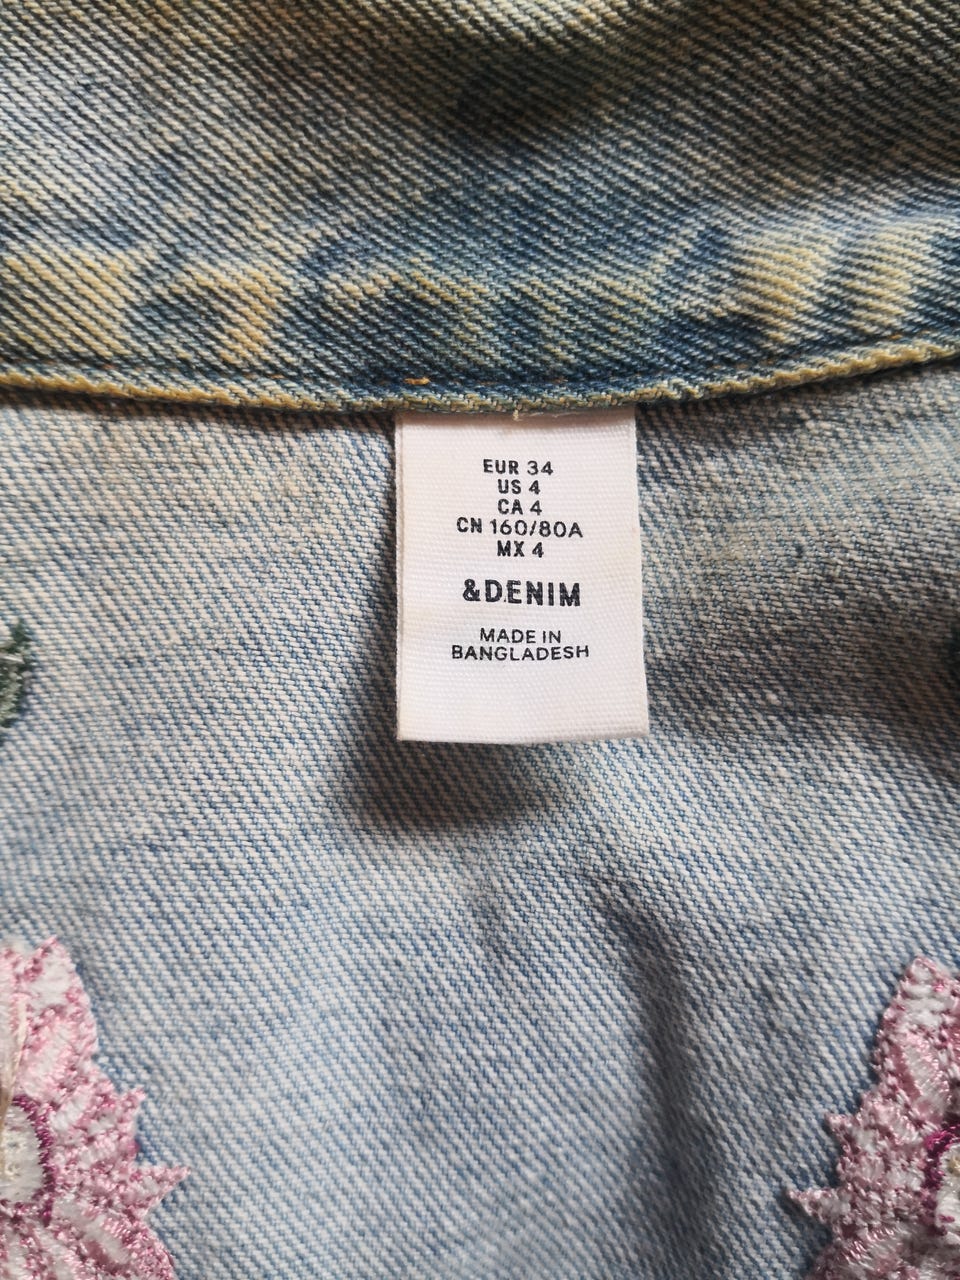 EUR 34
US 4
CA 4
CN 160/80A
MX 4
&DENIM
MADE IN
BANGLADESH